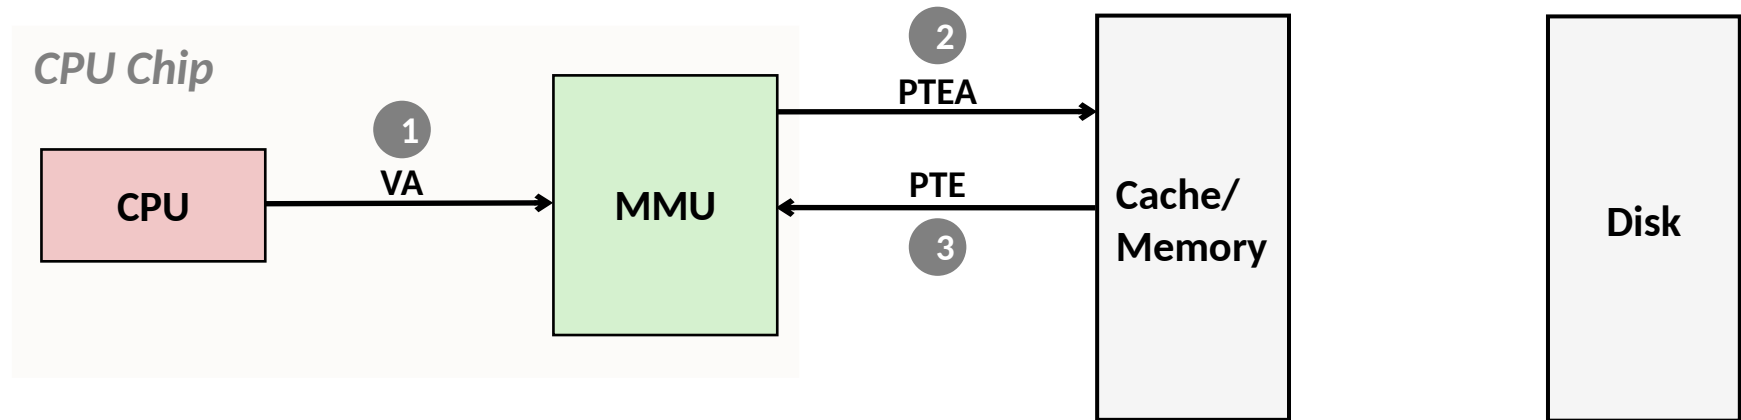 CPU Chip
1
VA
CPU
MMU
2
PTEA
PTE
3
Cache/
Memory
Disk